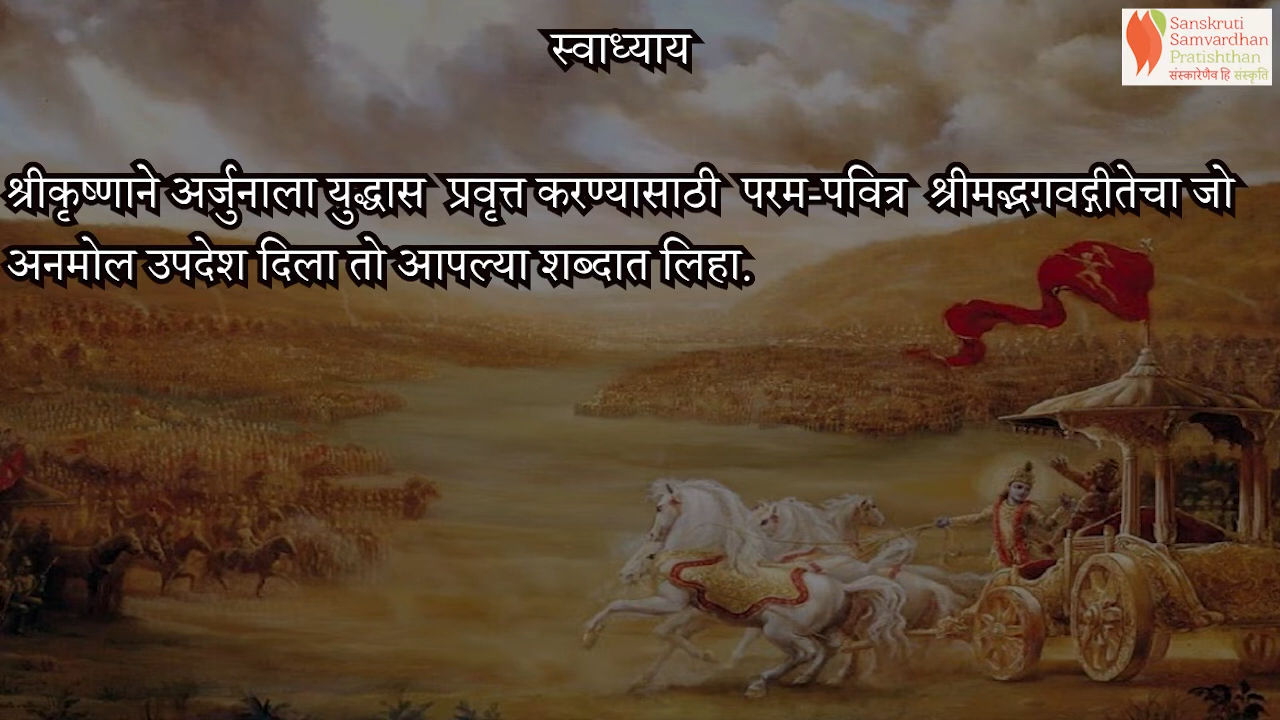 स्वाध्याय
Sanskruti
Samvardhan
Pratishthan
संस्कारेणैव हि संस्कृति
श्रीकृष्णाने अर्जुनाला युद्धास प्रवृत्त करण्यासाठी परम-पवित्र श्रीमद्भगवद्गीतेचा जो
अनमोल उपदेश दिला तो आपल्या शब्दात लिहा.